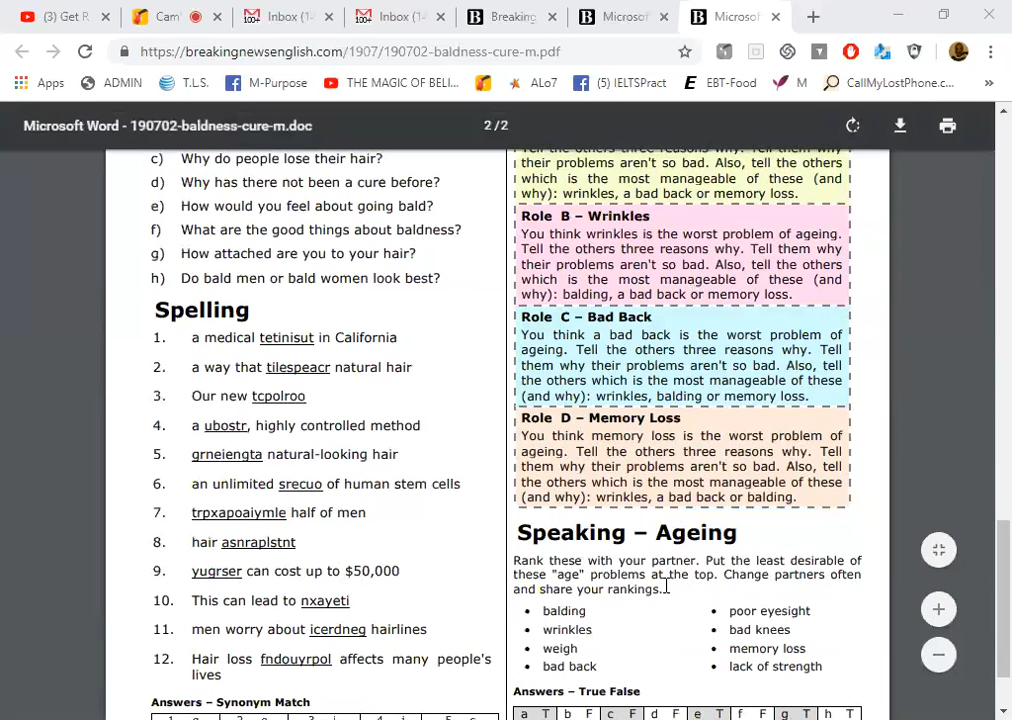 (3) Get R
Cam
Inbox (1
Inbox (1
Breaking
Microsof
Microsof
https://breakingnewsenglish.com/1907/190702-baldness-cure-m.pdf
Apps ADMIN T.L.S. M-Purpose THE MAGIC OF BELI... ALo7 (5) IELTSPract EBT-Food M CallMyLostPhone.c...
Microsoft Word - 190702-baldness-cure-m.doc
2 / 2
c) Why do people lose their hair?
d) Why has there not been a cure before?
e) How would you feel about going bald?
f) What are the good things about baldness?
g) How attached are you to your hair?
h) Do bald men or bald women look best?
Spelling
1. a medical tetinisut in California
2. a way that tilespeacr natural hair
3. Our new tcpolroo
4. a ubostr, highly controlled method
5. grneiengta natural-looking hair
6. an unlimited srecuo of human stem cells
7. trpxapoaiymle half of men
8. hair asnraplstnt
9. yugrser can cost up to $50,000
10. This can lead to nxayeti
11. men worry about icerdneg hairlines
12. Hair loss fndouyrpol affects many people's
lives
Answers – Synonym Match
Tell the others three reasons why. Tell them why
their problems aren't so bad. Also, tell the others
which is the most manageable of these (and
why): wrinkles, a bad back or memory loss.
Role B – Wrinkles
You think wrinkles is the worst problem of ageing.
Tell the others three reasons why. Tell them why
their problems aren't so bad. Also, tell the others
which is the most manageable of these (and
why): balding, a bad back or memory loss.
Role C – Bad Back
You think a bad back is the worst problem of
ageing. Tell the others three reasons why. Tell
them why their problems aren't so bad. Also, tell
the others which is the most manageable of these
(and why): wrinkles, balding or memory loss.
Role D – Memory Loss
You think memory loss is the worst problem of
ageing. Tell the others three reasons why. Tell
them why their problems aren't so bad. Also, tell
the others which is the most manageable of these
(and why): wrinkles, a bad back or balding.
Speaking – Ageing
Rank these with your partner. Put the least desirable of
these "age" problems at the top. Change partners often
and share your rankings.
• balding
• wrinkles
• weigh
• bad back
• poor eyesight
• bad knees
• memory loss
• lack of strength
Answers – True False
a T b F c F d F e T f F g T h T